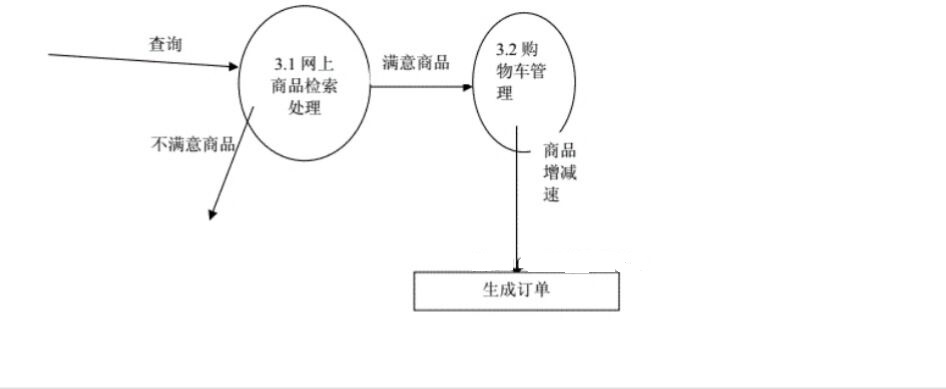 查询
3.1 网上
商品检索
处理
满意商品
3.2 购
物车管
理
不满意商品
商品
增减
速
生成订单